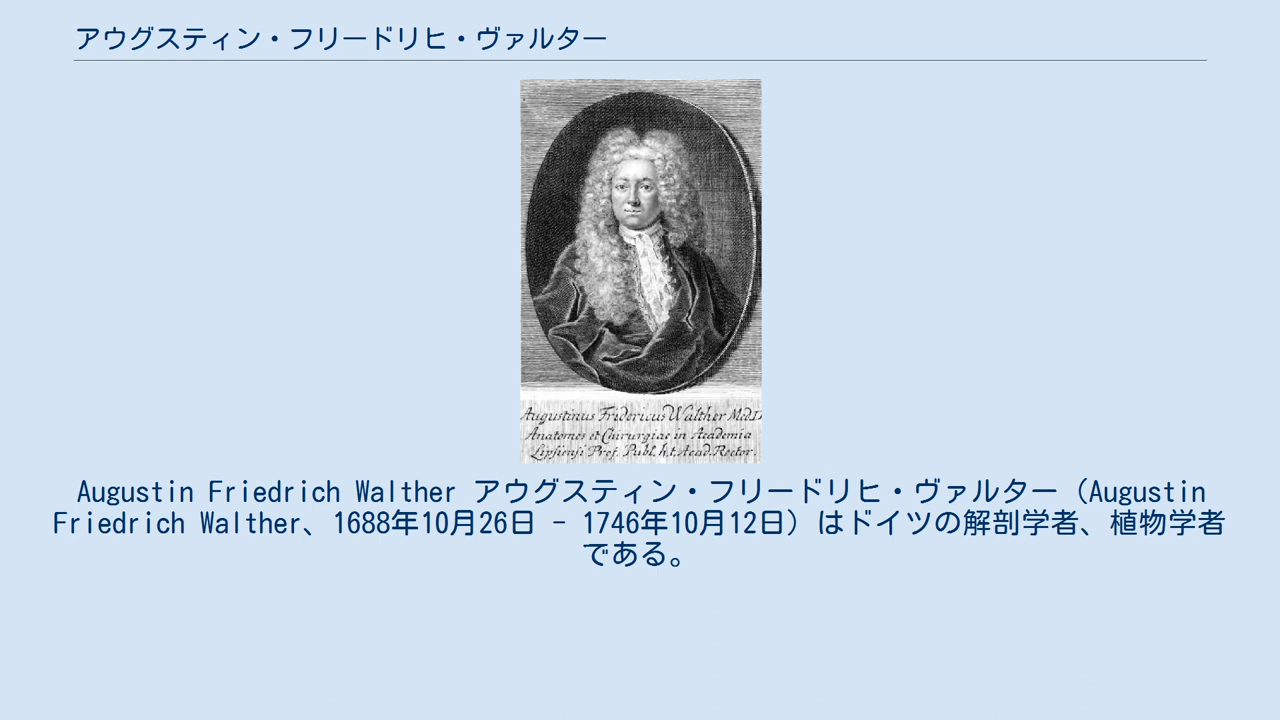 アウグスティン・フリードリヒ・ヴァルター
Augustinus Fridericus Walther Med.D.
Anatomes et Chirurgiae in Academia
Lipsiensi Prof. Publ. h.t. Acad. Rector.
Augustin Friedrich Walther アウグスティン・フリードリヒ・ヴァルター（Augustin
Friedrich Walther、1688年10月26日 - 1746年10月12日）はドイツの解剖学者、植物学者
である。